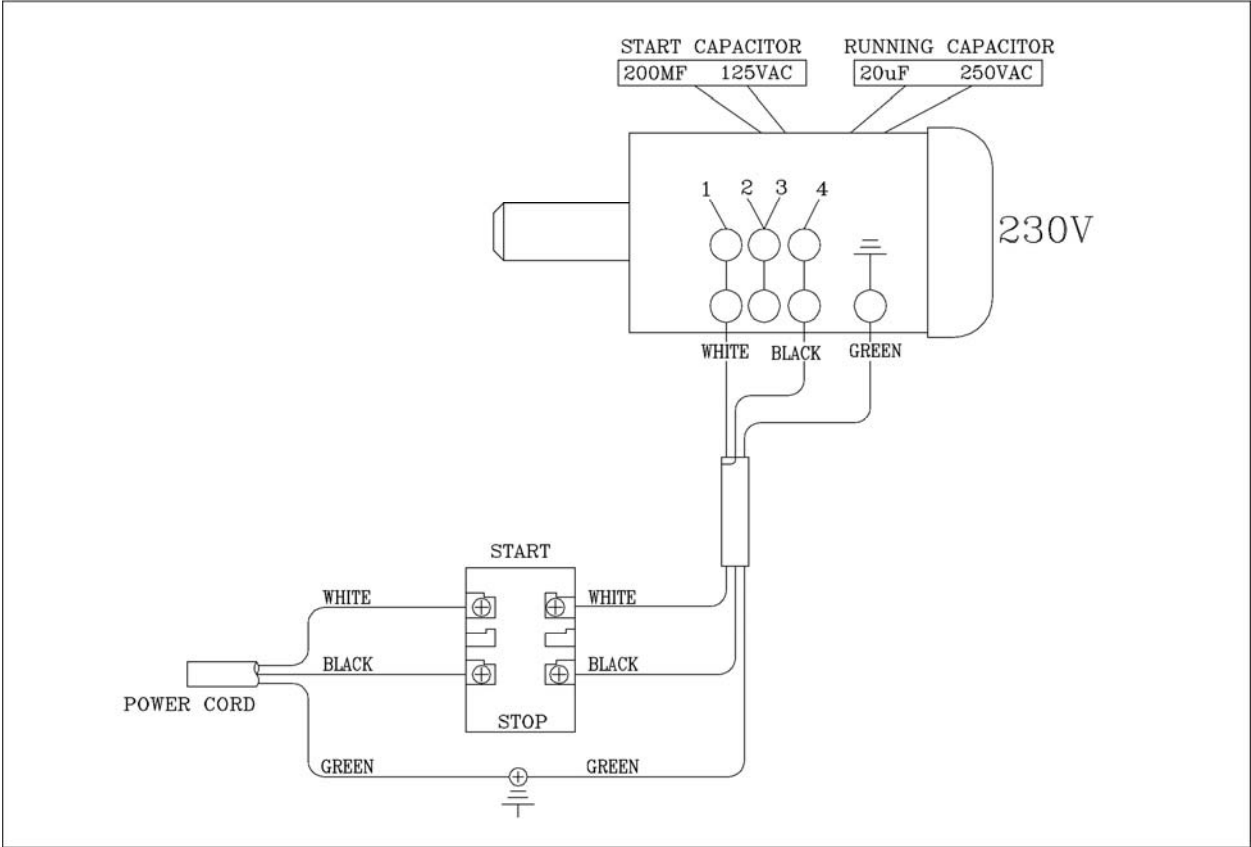 START CAPACITOR
200MF 125VAC
RUNNING CAPACITOR
20uF 250VAC
1 2 3 4
230V
WHITE BLACK GREEN
START
WHITE WHITE
BLACK BLACK
POWER CORD
STOP
GREEN GREEN